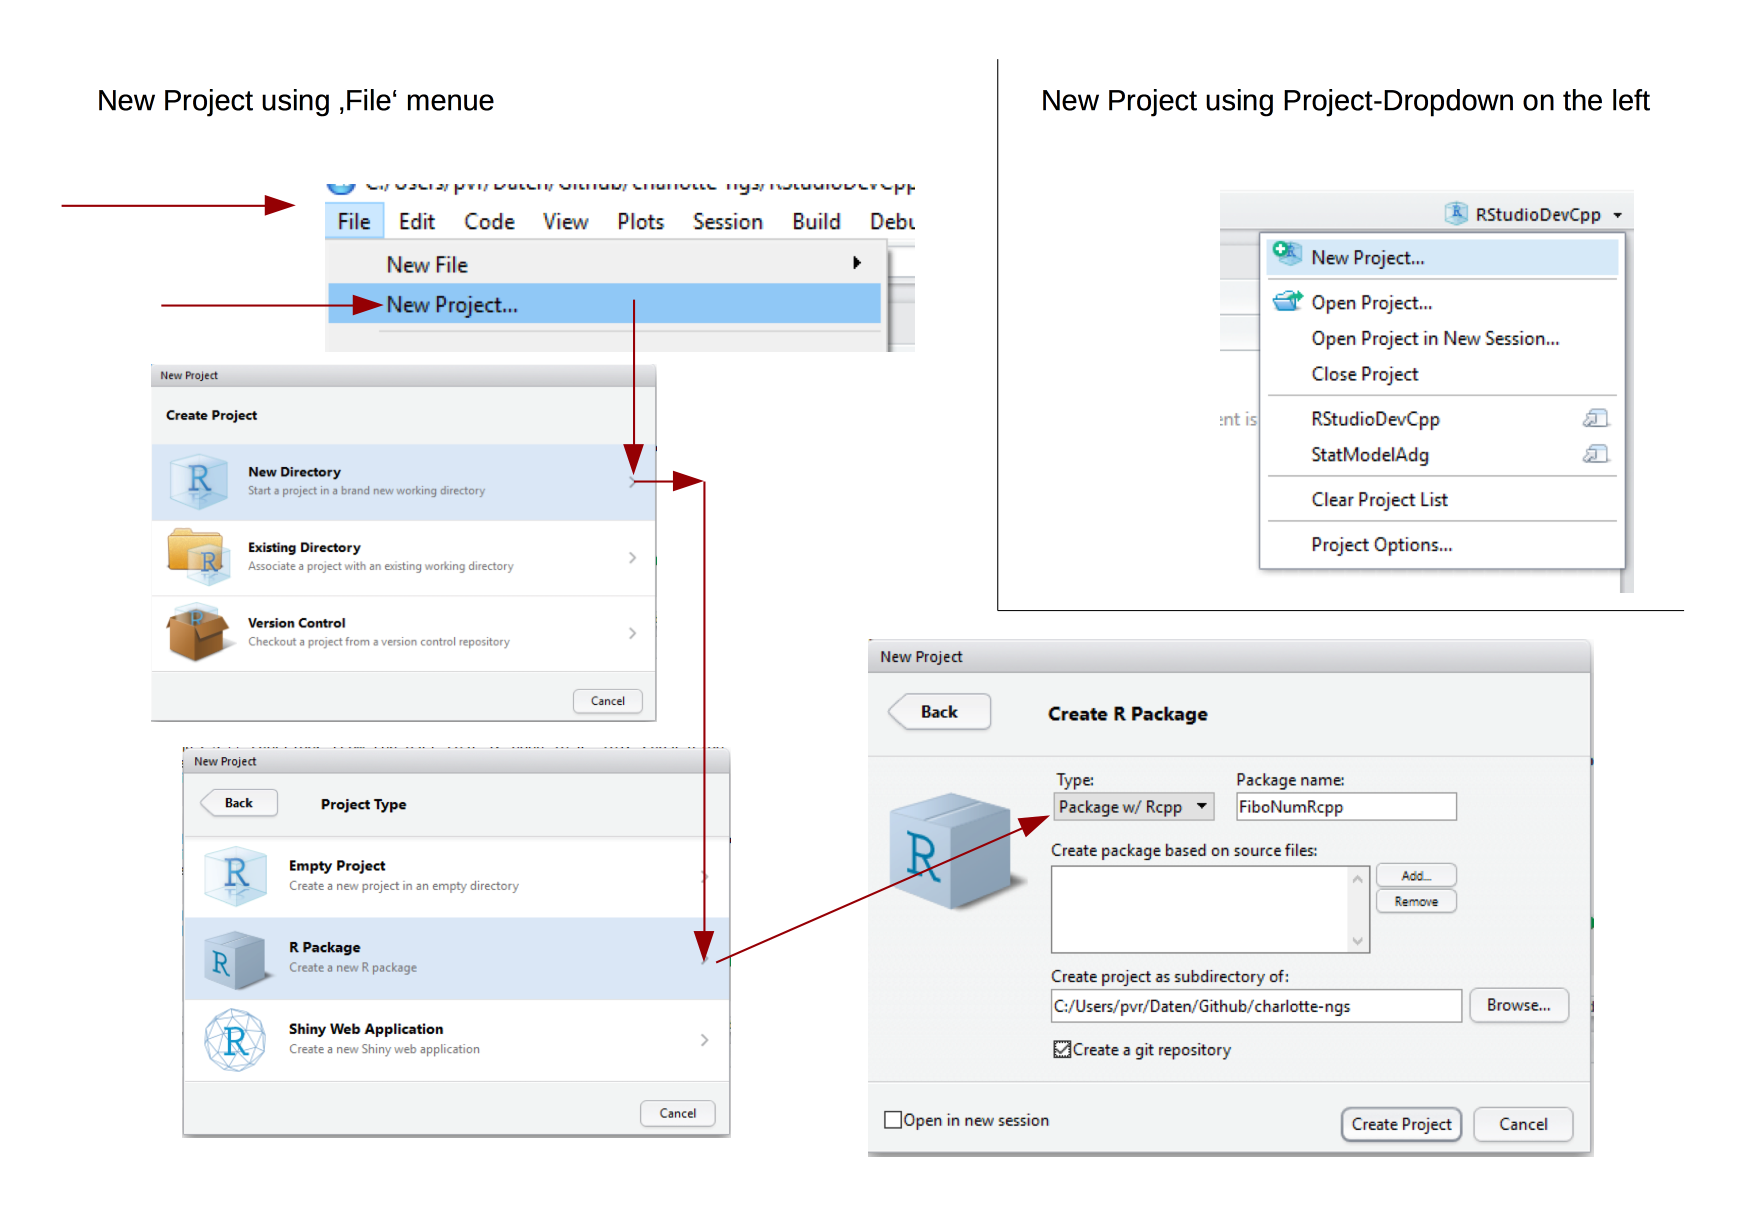 New Project using ‚File‘ menue
C:/Users/pvr/Daten/Github/charlotte-ngs/RStudioDevCpp
File Edit Code View Plots Session Build Debu
New File
New Project...
New Project
Create Project
New Directory
Start a project in a brand new working directory
Existing Directory
Associate a project with an existing working directory
Version Control
Checkout a project from a version control repository
Cancel
New Project
Back Project Type
Empty Project
Create a new project in an empty directory
R Package
Create a new R package
Shiny Web Application
Create a new Shiny web application
Cancel
New Project using Project-Dropdown on the left
RStudioDevCpp
New Project...
Open Project...
Open Project in New Session...
Close Project
ent is
RStudioDevCpp
StatModelAdg
Clear Project List
Project Options...
New Project
Back Create R Package
Type: Package name:
Package w/ Rcpp FiboNumRcpp
Create package based on source files:
Add...
Remove
Create project as subdirectory of:
C:/Users/pvr/Daten/Github/charlotte-ngs Browse...
Create a git repository
Open in new session Create Project Cancel